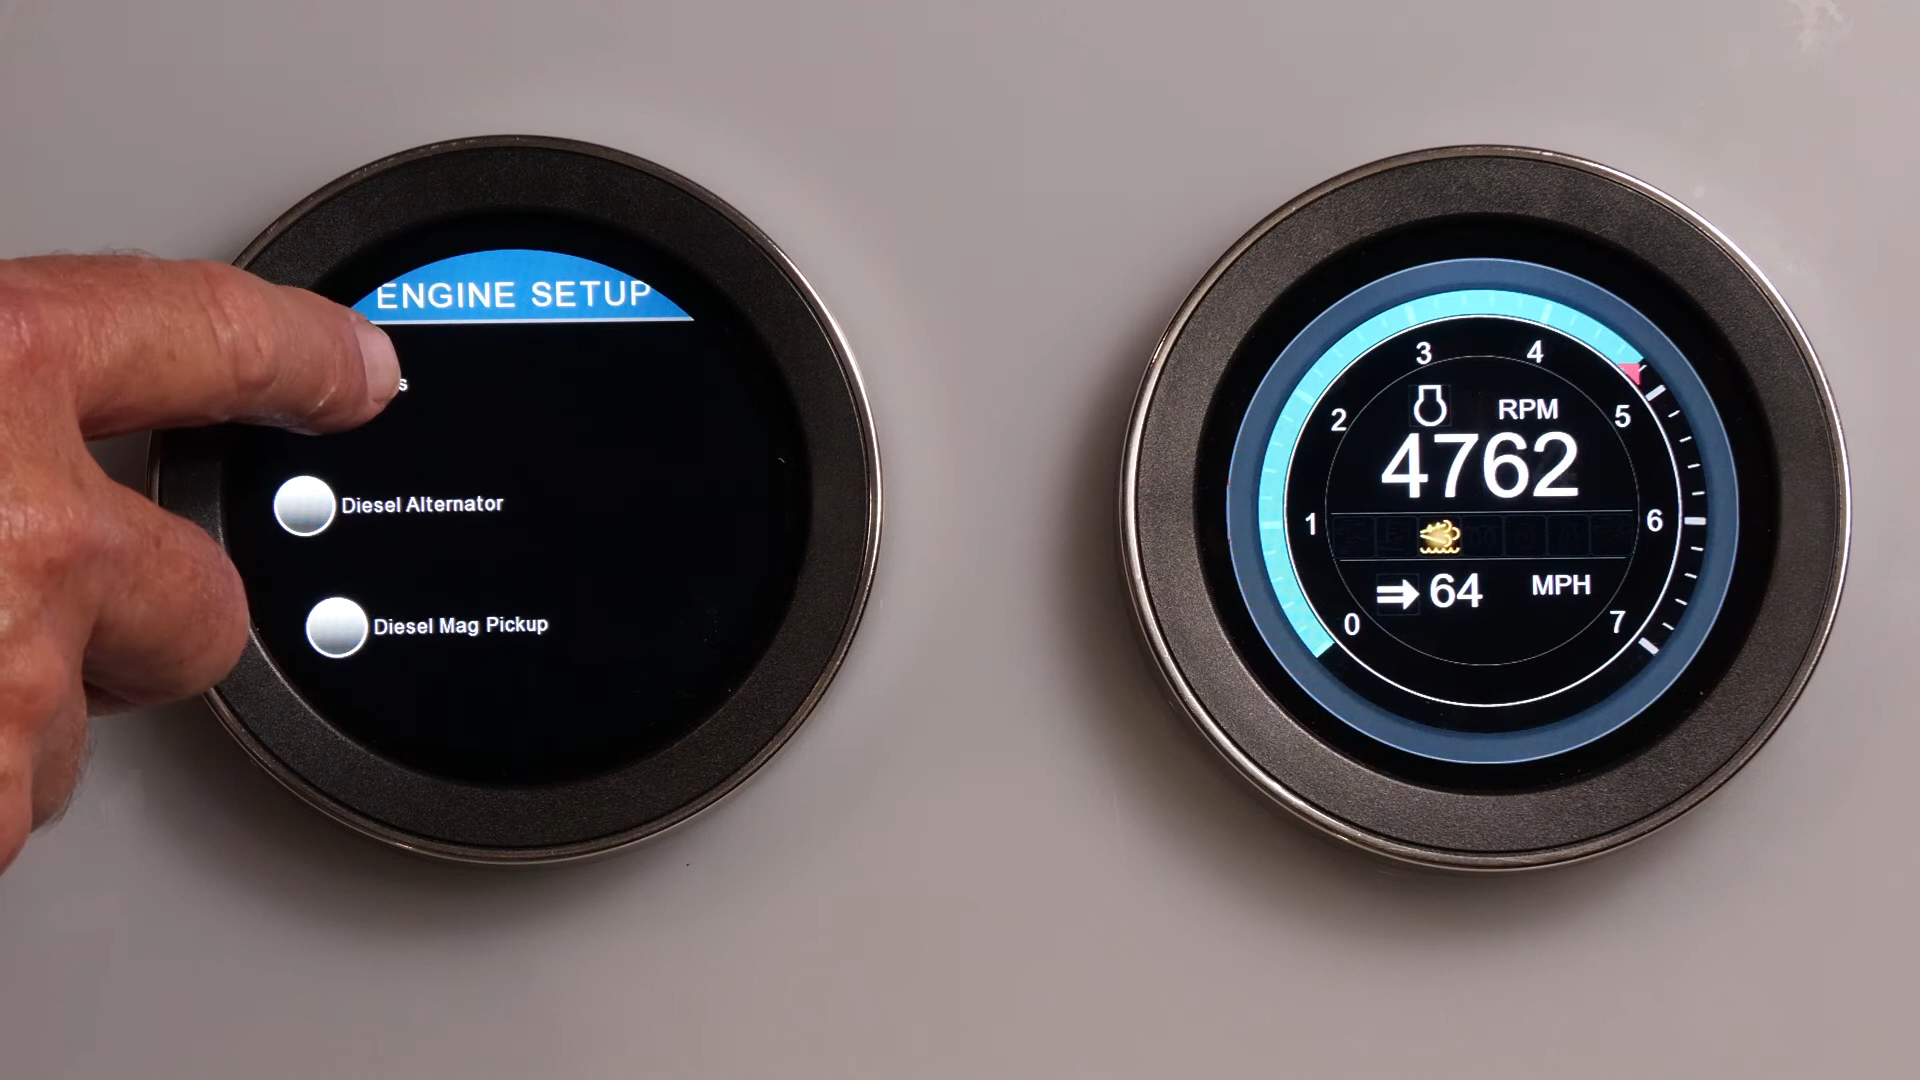 ENGINE SETUP
Diesel Alternator
Diesel Mag Pickup
3 4
2 5
RPM
4762
1 6
64 MPH
0 7